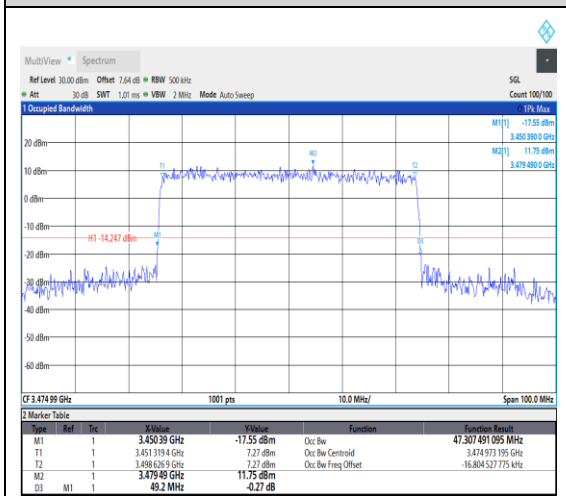 MultiView Spectrum
Ref Level 30.00 dBm Offset 7.64 dB RBW 500 kHz SGL
Att 30 dB SWT 1.01 ms VBW 2 MHz Mode Auto Sweep Count 100/100
1 Occupied Bandwidth 1Pk Max
M1[1] -17.55 dBm
3.450 390 0 GHz
M2[1] 11.75 dBm
3.479 490 0 GHz
20 dBm
M2
T1 T2
10 dBm
0 dBm
-10 dBm
H1 -14.247 dBm M1
D3
-20 dBm
-30 dBm
-40 dBm
-50 dBm
-60 dBm
CF 3.474 99 GHz 1001 pts 10.0 MHz/ Span 100.0 MHz
2 Marker Table
Type Ref Trc X-Value Y-Value Function Function Result
M1 1 3.450 39 GHz -17.55 dBm Occ Bw 47.307 491 095 MHz
T1 1 3.451 319 4 GHz 7.27 dBm Occ Bw Centroid 3.474 973 195 GHz
T2 1 3.498 626 9 GHz 7.27 dBm Occ Bw Freq Offset -16.804 527 775 kHz
M2 1 3.479 49 GHz 11.75 dBm
D3 M1 1 49.2 MHz -0.27 dB